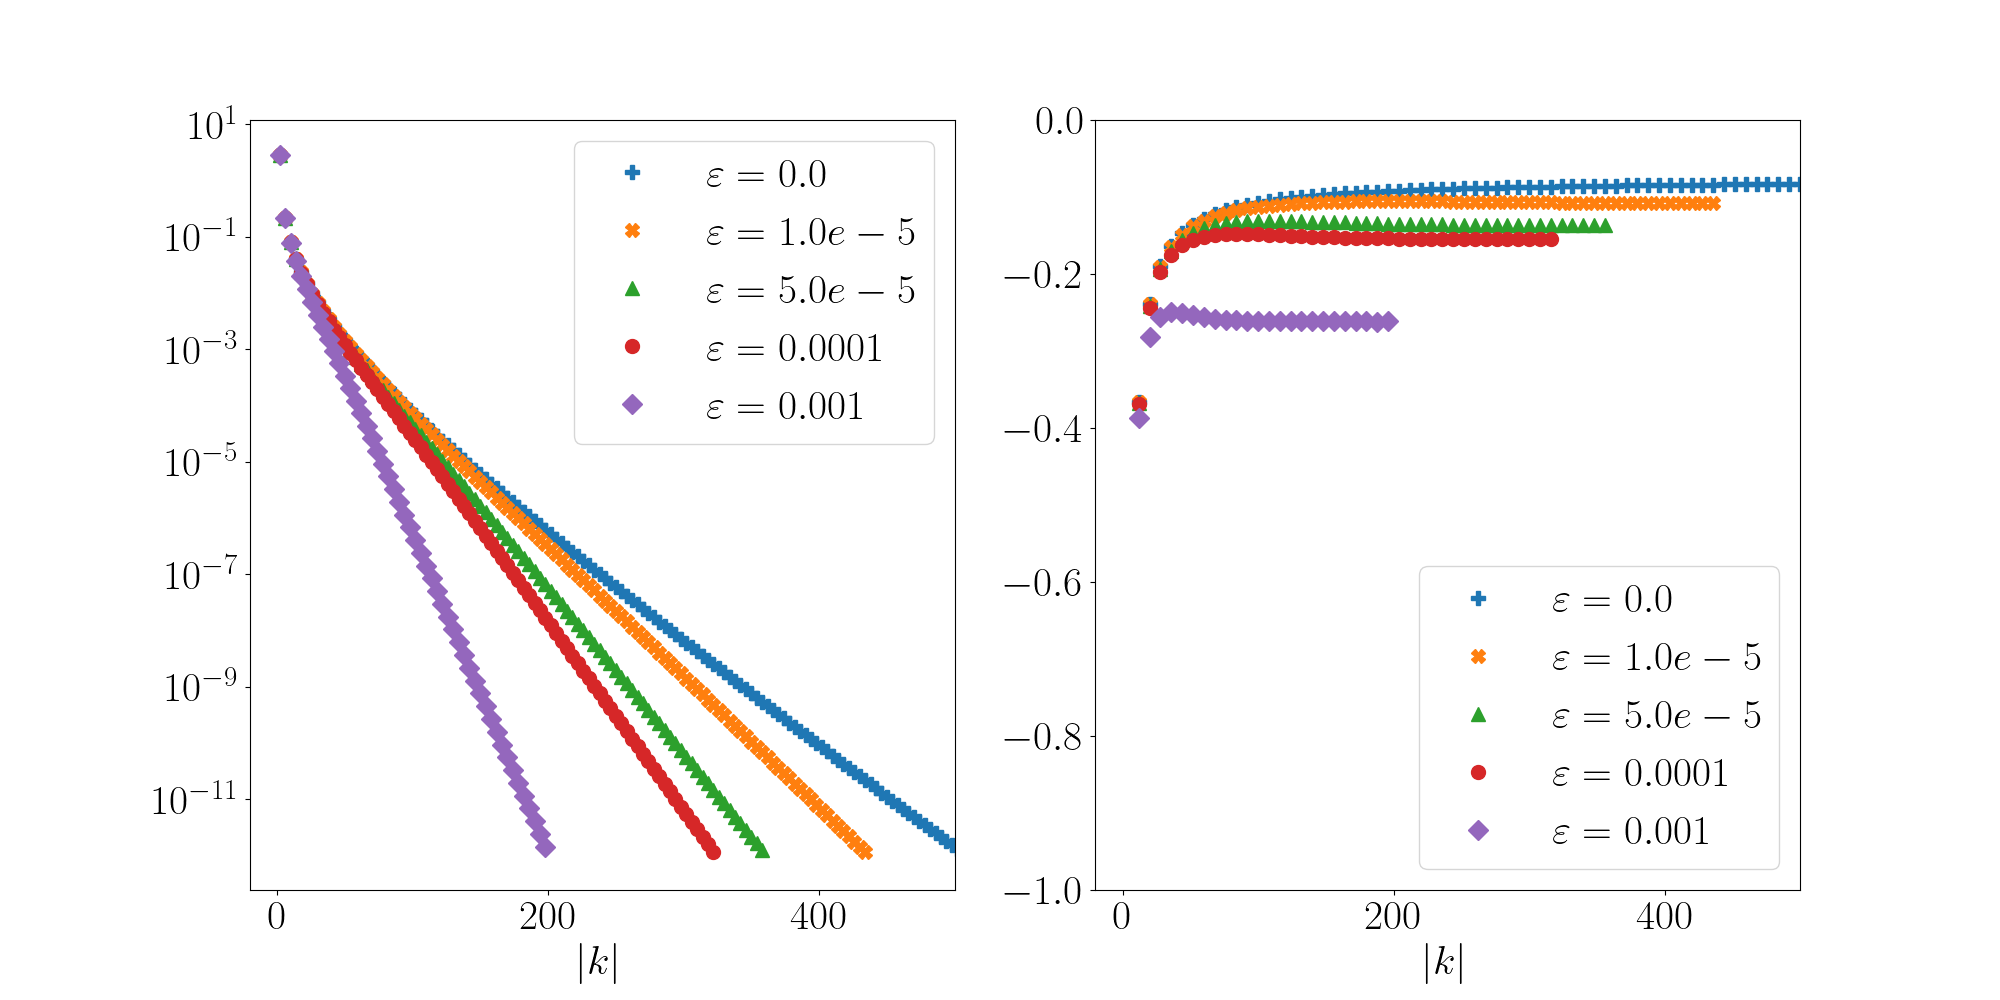 10^1
10^{-1}
10^{-3}
10^{-5}
10^{-7}
10^{-9}
10^{-11}
0 200 400
|k|
ε = 0.0
ε = 1.0e − 5
ε = 5.0e − 5
ε = 0.0001
ε = 0.001
0.0
−0.2
−0.4
−0.6
−0.8
−1.0
0 200 400
|k|
ε = 0.0
ε = 1.0e − 5
ε = 5.0e − 5
ε = 0.0001
ε = 0.001